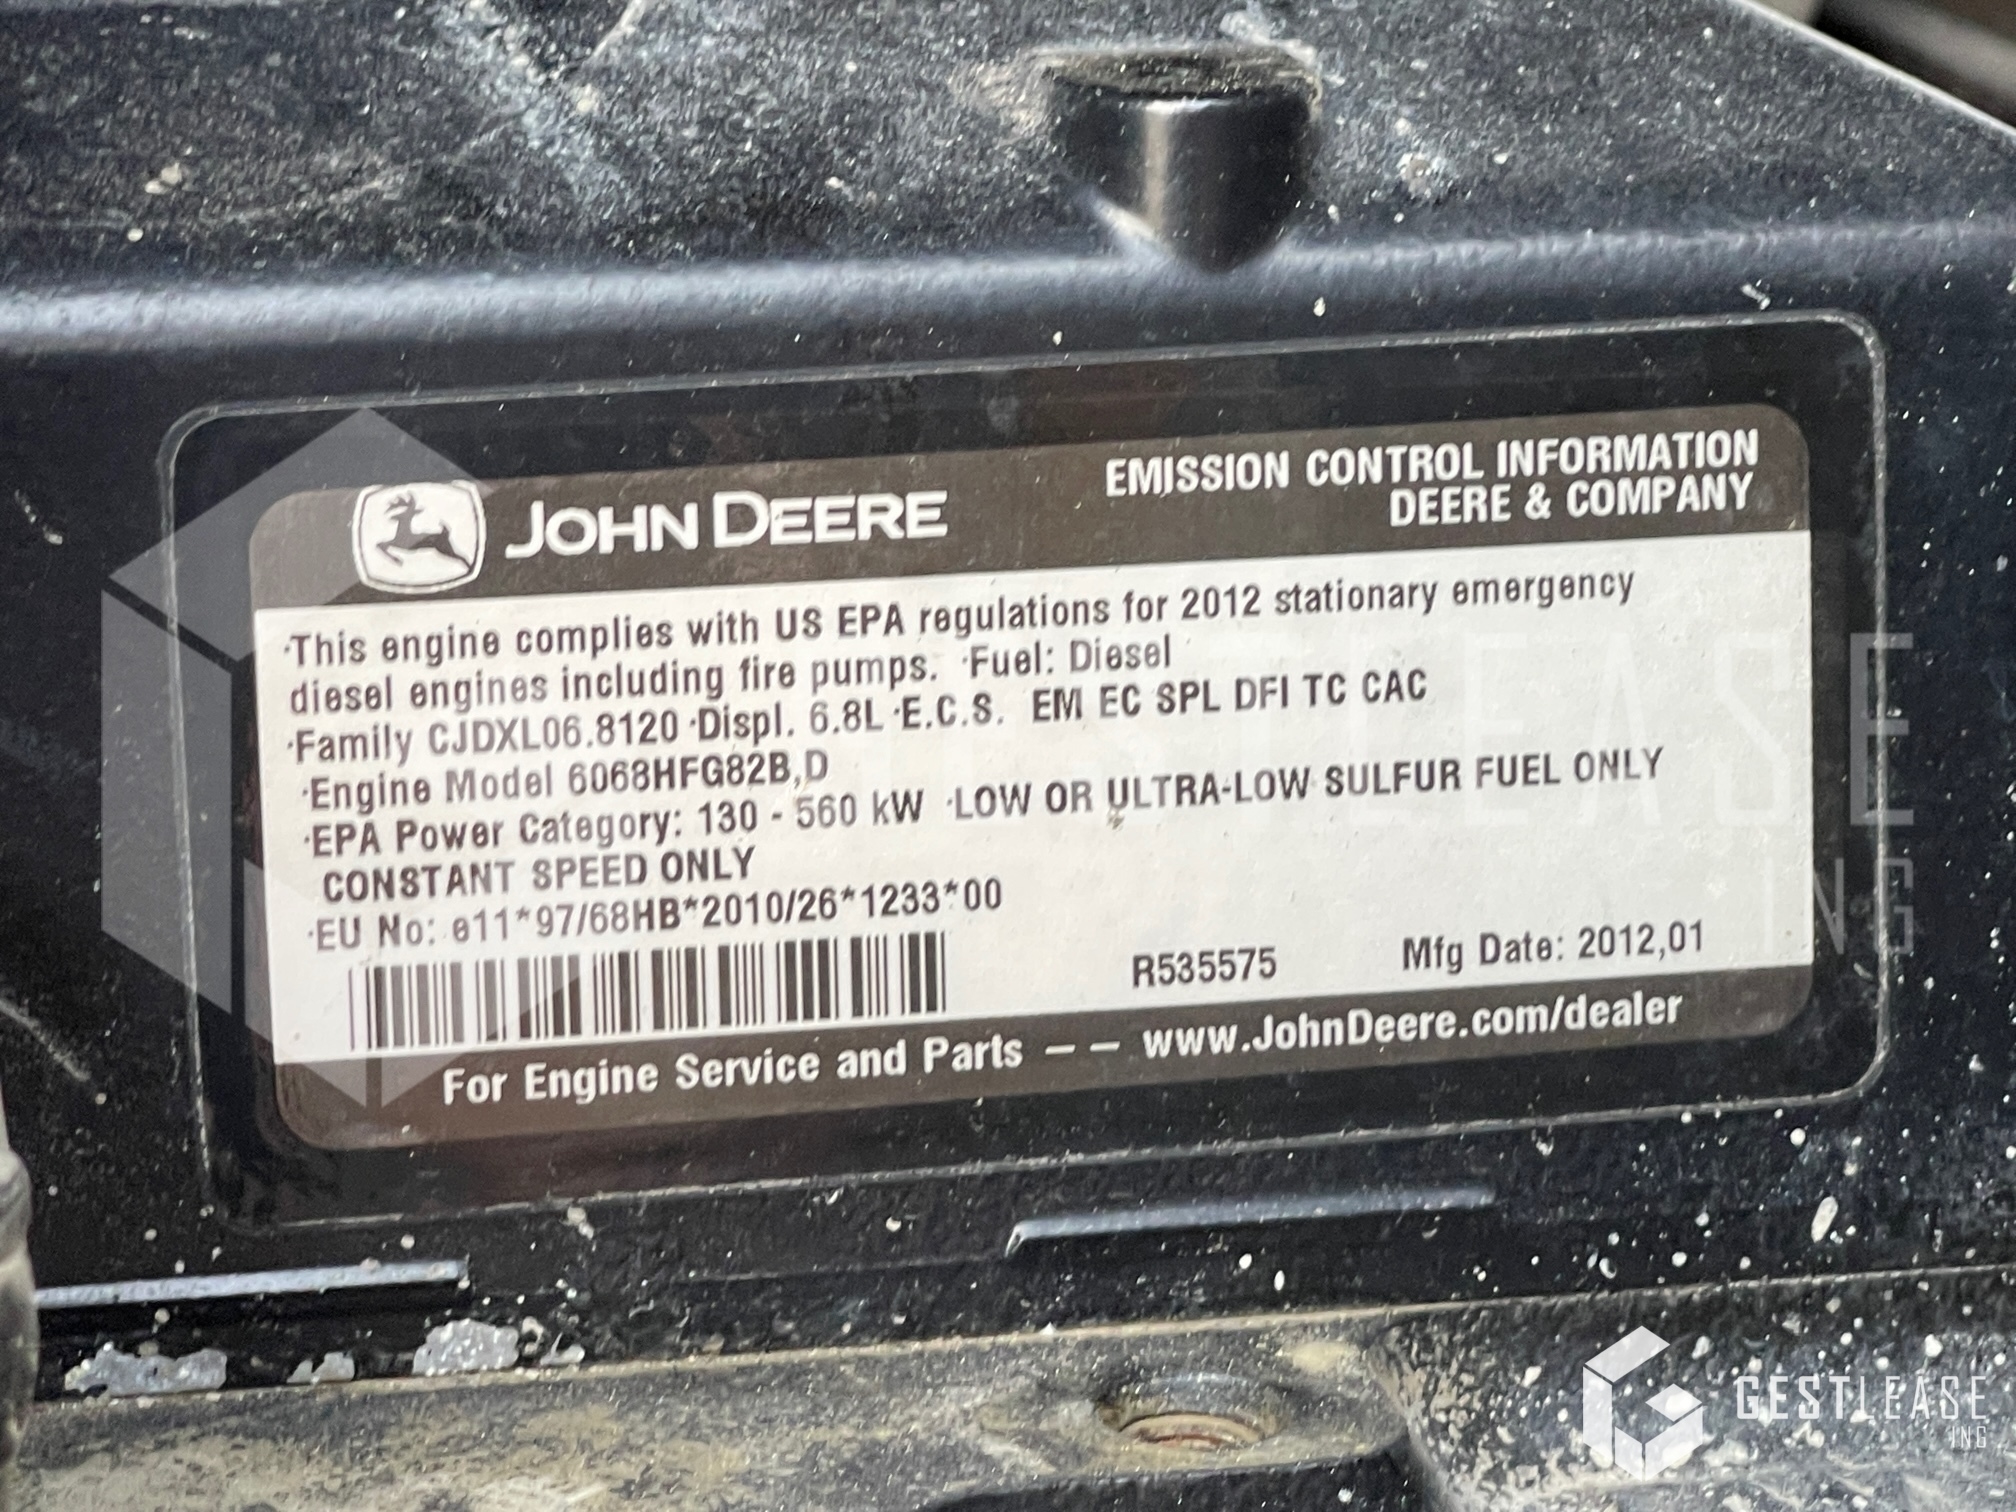 JOHN DEERE
EMISSION CONTROL INFORMATION
DEERE & COMPANY
·This engine complies with US EPA regulations for 2012 stationary emergency
diesel engines including fire pumps. ·Fuel: Diesel
·Family CJDXL06.8120 ·Displ. 6.8L ·E.C.S. EM EC SPL DFI TC CAC
·Engine Model 6068HFG82B,D
·EPA Power Category: 130 - 560 kW ·LOW OR ULTRA-LOW SULFUR FUEL ONLY
CONSTANT SPEED ONLY
·EU No: e11*97/68HB*2010/26*1233*00
R535575 Mfg Date: 2012,01
For Engine Service and Parts – – www.JohnDeere.com/dealer
GESTLEASE
ING
GESTLEASE
ING